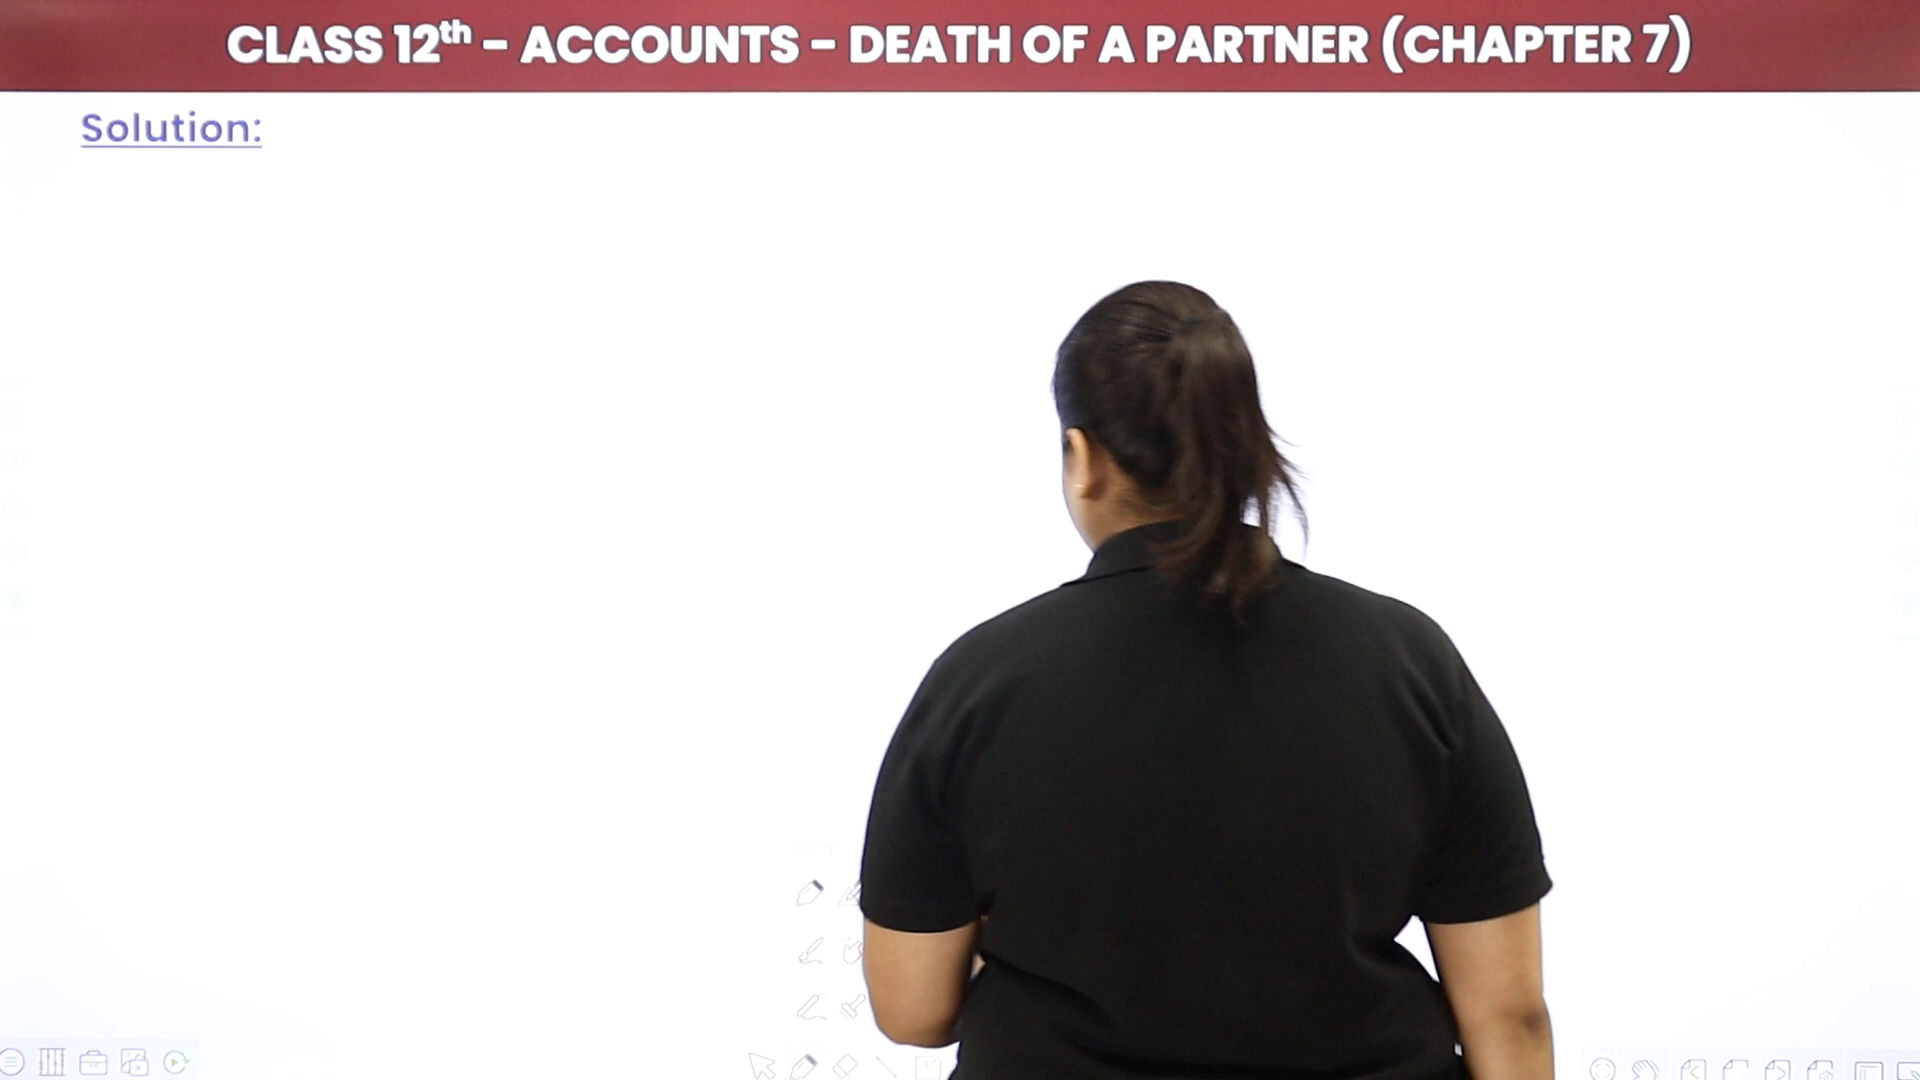 CLASS 12th - ACCOUNTS - DEATH OF A PARTNER (CHAPTER 7)
Solution: